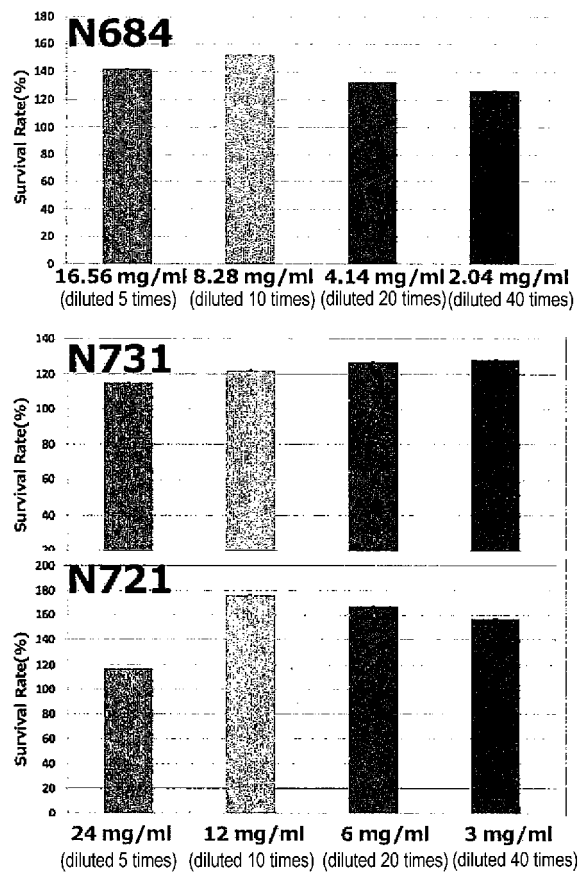 N684
Survival Rate(%)
180
160
140
120
100
80
60
40
20
0
16.56 mg/ml 8.28 mg/ml 4.14 mg/ml 2.04 mg/ml
(diluted 5 times) (diluted 10 times) (diluted 20 times) (diluted 40 times)
N731
Survival Rate(%)
140
120
100
80
60
40
20
N721
Survival Rate(%)
200
180
160
140
120
100
80
60
40
20
0
24 mg/ml 12 mg/ml 6 mg/ml 3 mg/ml
(diluted 5 times) (diluted 10 times) (diluted 20 times) (diluted 40 times)